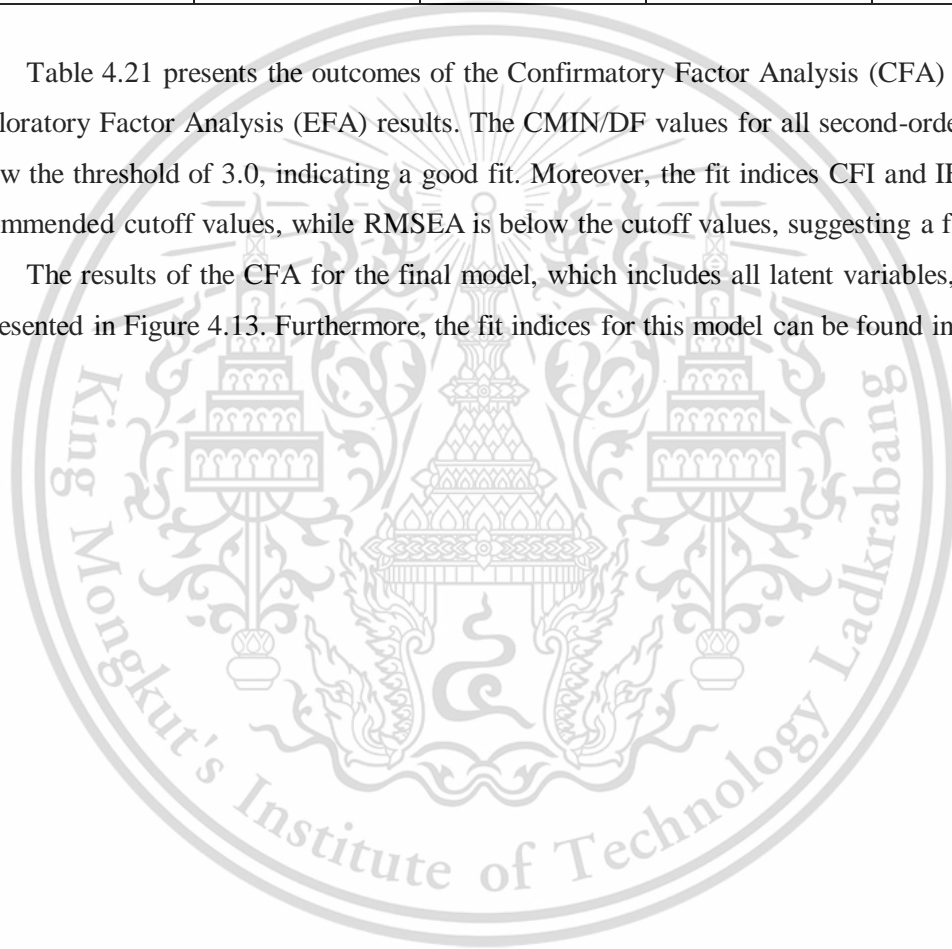 Table 4.21 presents the outcomes of the Confirmatory Factor Analysis (CFA)
loratory Factor Analysis (EFA) results. The CMIN/DF values for all second-orde
w the threshold of 3.0, indicating a good fit. Moreover, the fit indices CFI and
mmended cutoff values, while RMSEA is below the cutoff values, suggesting a f
The results of the CFA for the final model, which includes all latent variables,
resented in Figure 4.13. Furthermore, the fit indices for this model can be found in
King Mongkut's Institute of Technology Ladkrabang